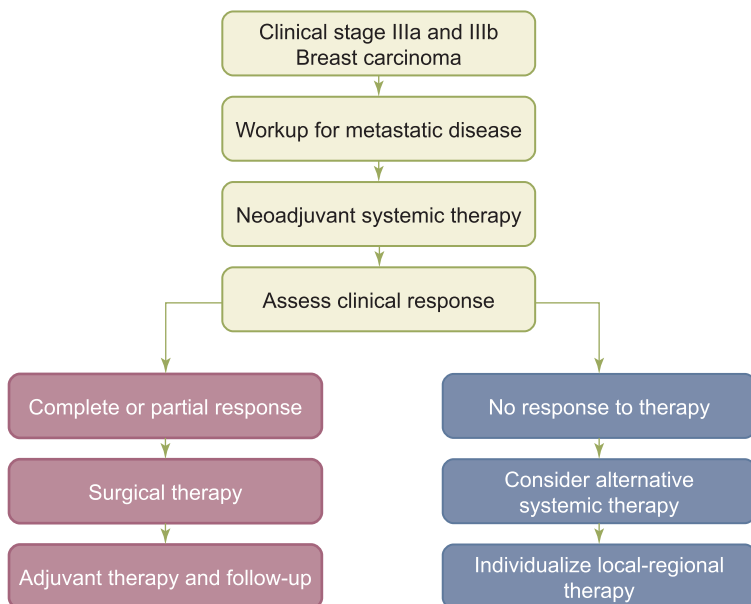 Clinical stage IIIa and IIIb
Breast carcinoma
Workup for metastatic disease
Neoadjuvant systemic therapy
Assess clinical response
Complete or partial response
Surgical therapy
Adjuvant therapy and follow-up
No response to therapy
Consider alternative
systemic therapy
Individualize local-regional
therapy